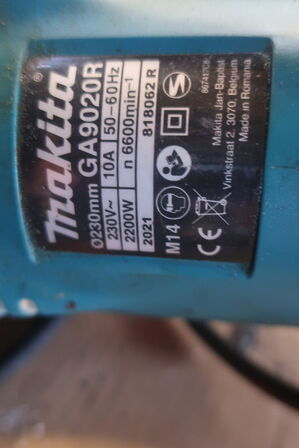 makita®
Ø230mm GA9020R
230V~ 10A 50-60Hz
2200W n 6600min⁻¹
2021 818062 R
M14
CE
Makita Jan-Baptist
Vinkstraat 2, 3070, Belgium
Made in Romania